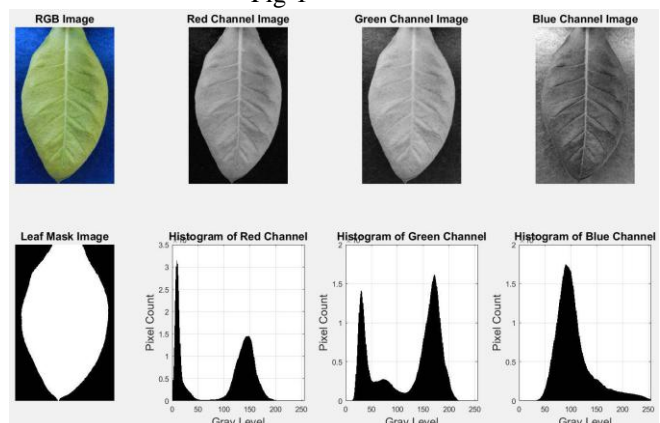 RGB Image
Red Channel Image
Green Channel Image
Blue Channel Image
Leaf Mask Image
Histogram of Red Channel
Histogram of Green Channel
Histogram of Blue Channel
Pixel Count
3.5
3
2.5
2
1.5
1
0.5
0
0 50 100 150 200 250
Gray Level
Pixel Count
2
1.5
1
0.5
0
0 50 100 150 200 250
Gray Level
Pixel Count
2
1.5
1
0.5
0
0 50 100 150 200 250
Gray Level